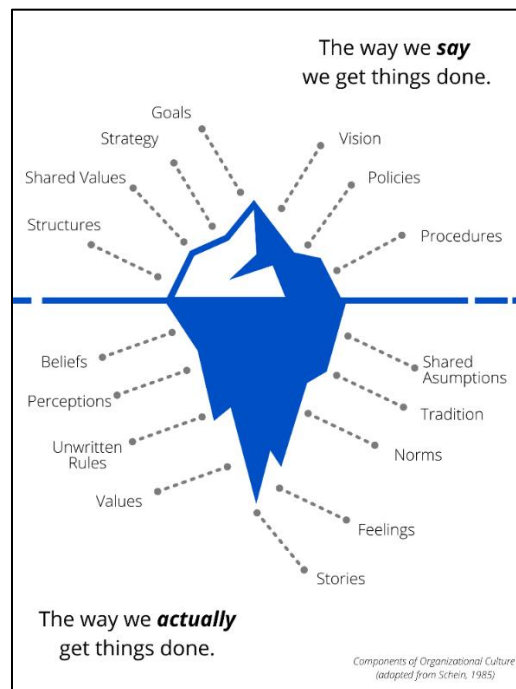 The way we say
we get things done.
Goals
Strategy
Vision
Shared Values
Policies
Structures
Procedures
Beliefs
Shared
Asumptions
Perceptions
Tradition
Unwritten
Rules
Norms
Values
Feelings
Stories
The way we actually
get things done.
Components of Organizational Culture
(adapted from Schein, 1985)